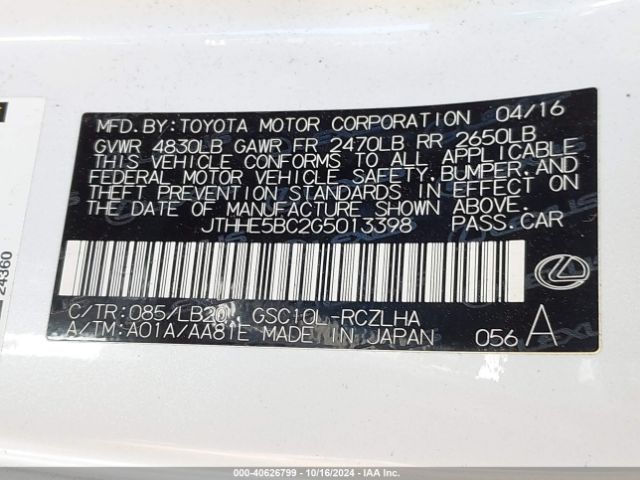 MFD. BY: TOYOTA MOTOR CORPORATION 04/16
GVWR 4830LB GAWR FR 2470LB RR 2650LB
THIS VEHICLE CONFORMS TO ALL APPLICABLE
FEDERAL MOTOR VEHICLE SAFETY, BUMPER, AND
THEFT PREVENTION STANDARDS IN EFFECT ON
THE DATE OF MANUFACTURE SHOWN ABOVE.
JTHHE5BC2G5013398 PASS.CAR
C/TR: 085/LB20 GSC10L-RCZLHA
A/TM: A01A/AA81E MADE IN JAPAN 056 A
24360
000-40626799 - 10/16/2024 - IAA Inc.